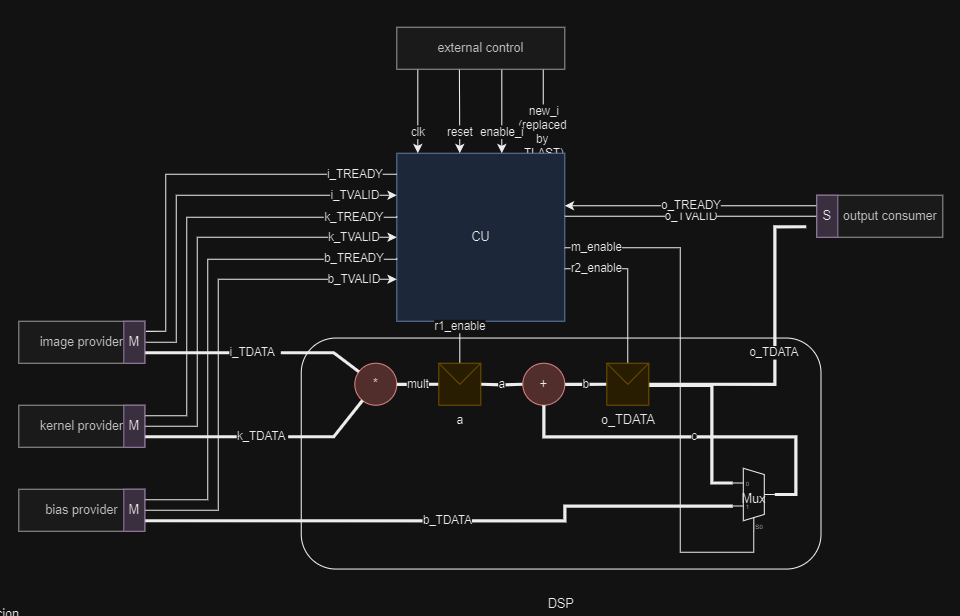 external control
clk
reset
enable_i
new_i
(replaced
by
TLAST)
i_TREADY
i_TVALID
k_TREADY
k_TVALID
b_TREADY
b_TVALID
CU
o_TREADY
o_TVALID
S
output consumer
m_enable
r2_enable
r1_enable
image provider
M
i_TDATA
o_TDATA
*
mult
a
+
b
a
o_TDATA
kernel provider
M
k_TDATA
c
Mux
0
1
S0
bias provider
M
b_TDATA
DSP
cion